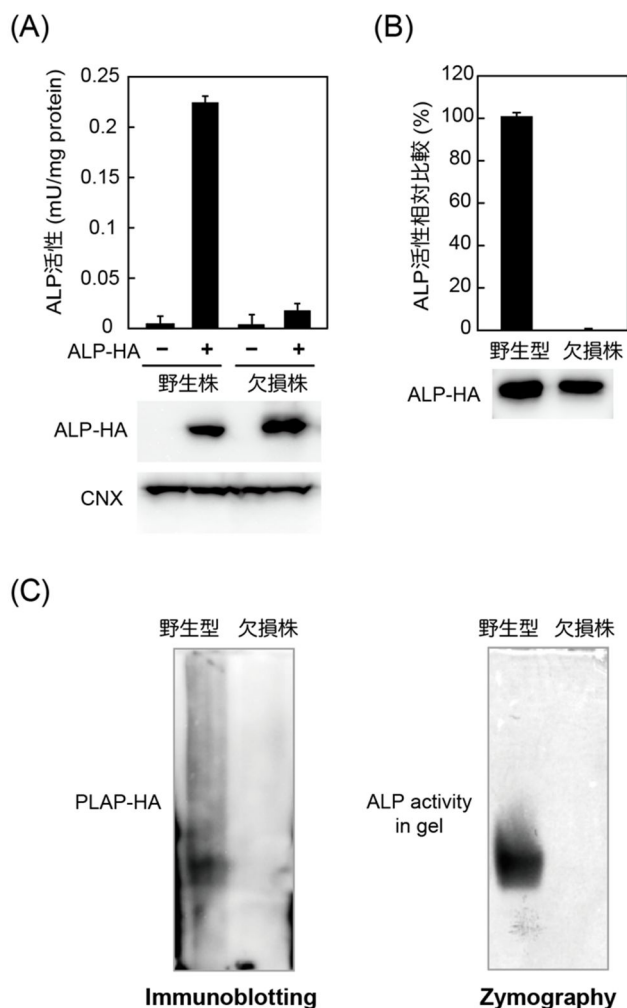 (A)
ALP活性 (mU/mg protein)
0.25
0.2
0.15
0.1
0.05
0
ALP-HA − + − +
野生株 欠損株
ALP-HA
CNX
(B)
ALP活性相対比較 (%)
120
100
80
60
40
20
0
野生型 欠損株
ALP-HA
(C)
野生型 欠損株
PLAP-HA
Immunoblotting
野生型 欠損株
ALP activity
in gel
Zymography